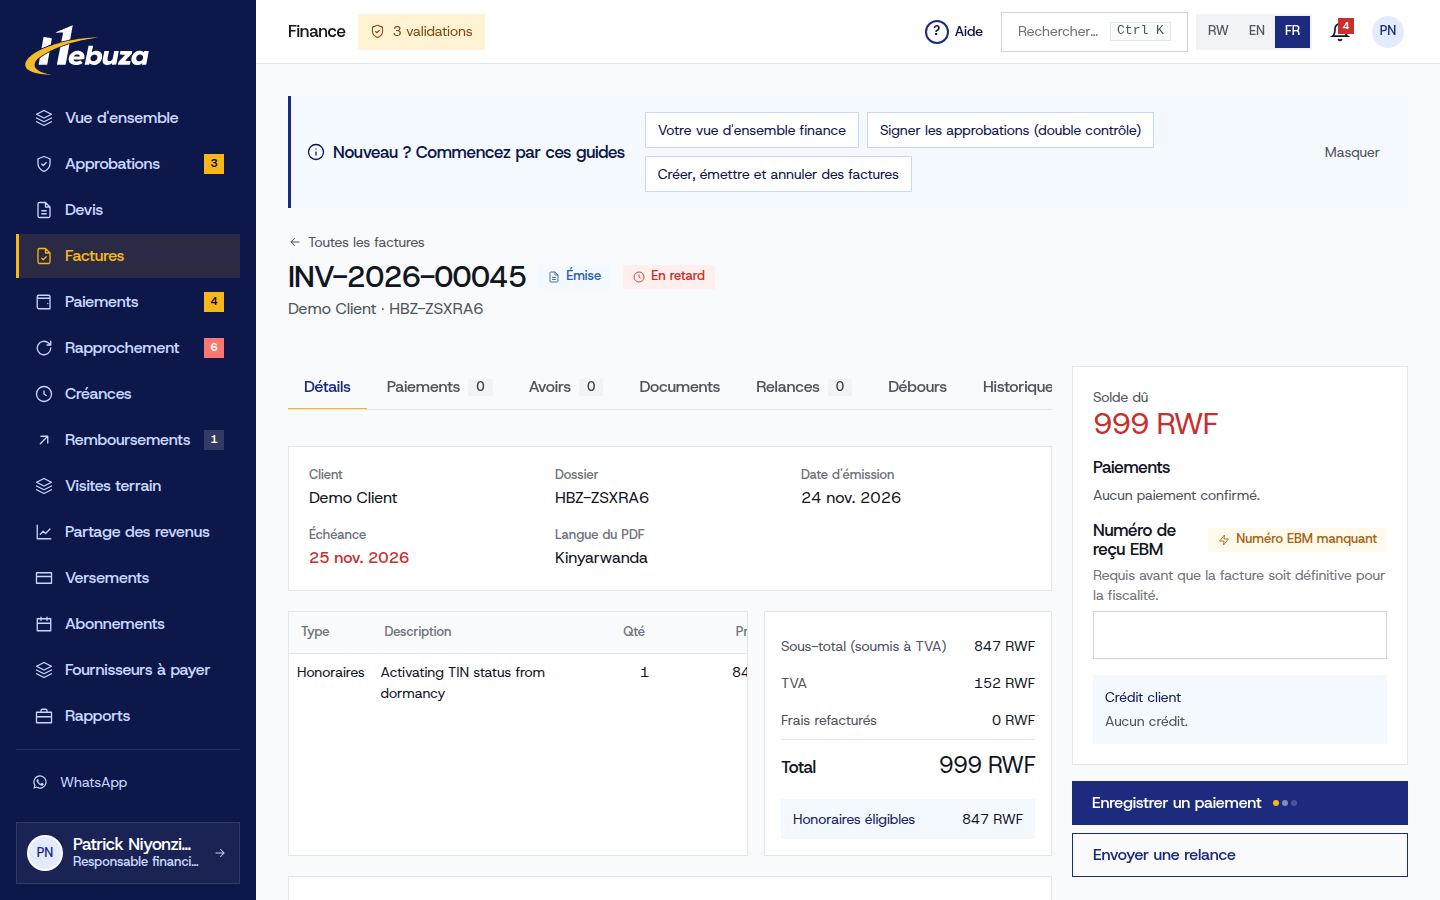 Hebuza
Vue d'ensemble
Approbations 3
Devis
Factures
Paiements 4
Rapprochement 6
Créances
Remboursements 1
Visites terrain
Partage des revenus
Versements
Abonnements
Fournisseurs à payer
Rapports
WhatsApp
PN Patrick Niyonzi...
Responsable financi...
Finance 3 validations Aide Rechercher... Ctrl K RW EN FR 4 PN
Nouveau ? Commencez par ces guides
Votre vue d'ensemble finance Signer les approbations (double contrôle)
Créer, émettre et annuler des factures
Masquer
Toutes les factures
INV-2026-00045 Émise En retard
Demo Client · HBZ-ZSXRA6
Détails Paiements 0 Avoirs 0 Documents Relances 0 Débours Historique
Client Dossier Date d'émission
Demo Client HBZ-ZSXRA6 24 nov. 2026
Échéance Langue du PDF
25 nov. 2026 Kinyarwanda
Type Description Qté
Honoraires Activating TIN status from 1
dormancy
Sous-total (soumis à TVA) 847 RWF
TVA 152 RWF
Frais refacturés 0 RWF
Total 999 RWF
Honoraires éligibles 847 RWF
Solde dû
999 RWF
Paiements
Aucun paiement confirmé.
Numéro de
reçu EBM
Numéro EBM manquant
Requis avant que la facture soit définitive pour
la fiscalité.
Crédit client
Aucun crédit.
Enregistrer un paiement
Envoyer une relance